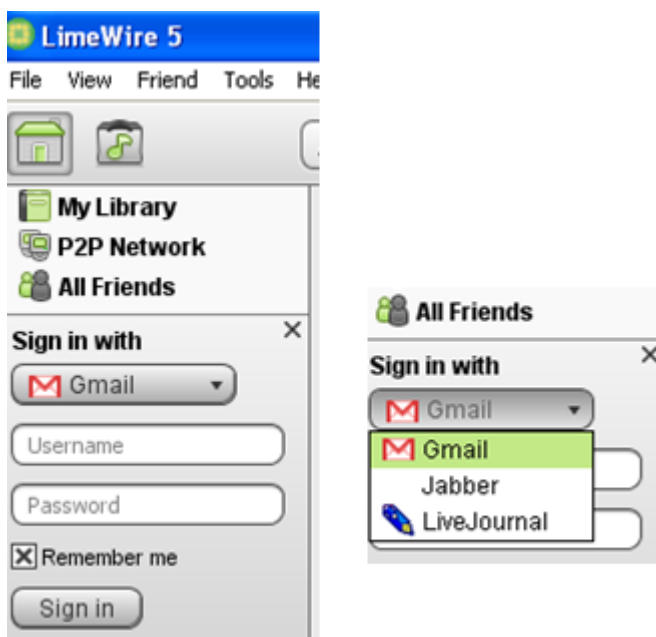 LimeWire 5
File View Friend Tools He
My Library
P2P Network
All Friends
Sign in with
Gmail
Username
Password
Remember me
Sign in
All Friends
Sign in with
Gmail
Gmail
Jabber
LiveJournal